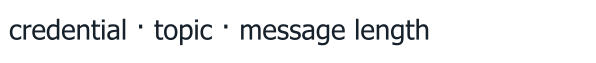 credential · topic · message length